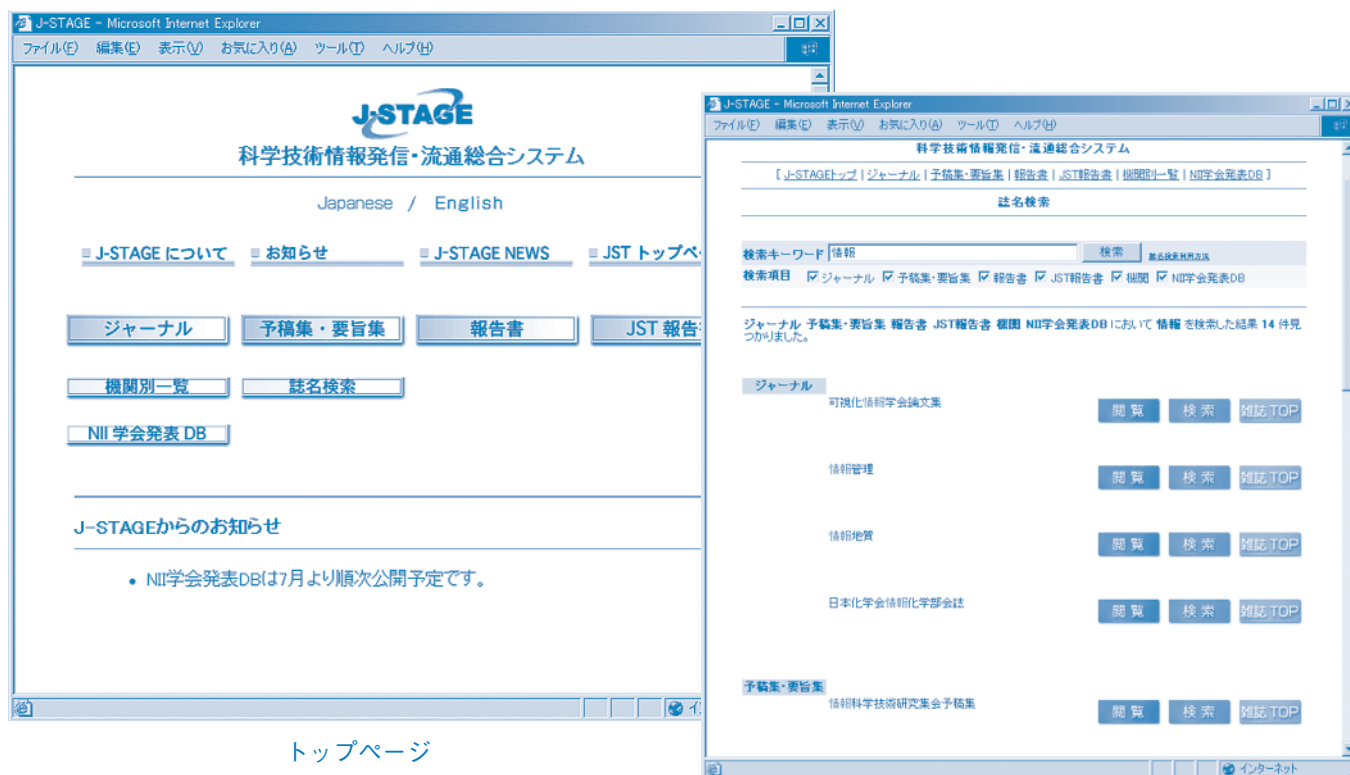 J-STAGE - Microsoft Internet Explorer
ファイル(F) 編集(E) 表示(V) お気に入り(A) ツール(T) ヘルプ(H)
J-STAGE
科学技術情報発信・流通総合システム
Japanese / English
J-STAGE について お知らせ J-STAGE NEWS JST トップペ
ジャーナル 予稿集・要旨集 報告書 JST 報告
機関別一覧 誌名検索
NII 学会発表 DB
J-STAGEからのお知らせ
• NII学会発表DBは7月より順次公開予定です。
トップページ
J-STAGE - Microsoft Internet Explorer
ファイル(F) 編集(E) 表示(V) お気に入り(A) ツール(T) ヘルプ(H)
科学技術情報発信・流通総合システム
[ J-STAGEトップ | ジャーナル | 予稿集・要旨集 | 報告書 | JST報告書 | 機関別一覧 | NII学会発表DB ]
誌名検索
検索キーワード 情報 検索 誌名検索利用方法
検索項目 ジャーナル 予稿集・要旨集 報告書 JST報告書 機関 NII学会発表DB
ジャーナル 予稿集・要旨集 報告書 JST報告書 機関 NII学会発表DB において 情報 を検索した結果 14 件見
つかりました。
ジャーナル
可視化情報学会論文集 閲覧 検索 雑誌TOP
情報管理 閲覧 検索 雑誌TOP
情報地質 閲覧 検索 雑誌TOP
日本化学会情報化学部会誌 閲覧 検索 雑誌TOP
予稿集・要旨集
情報科学技術研究集会予稿集 閲覧 検索 雑誌TOP
インターネット